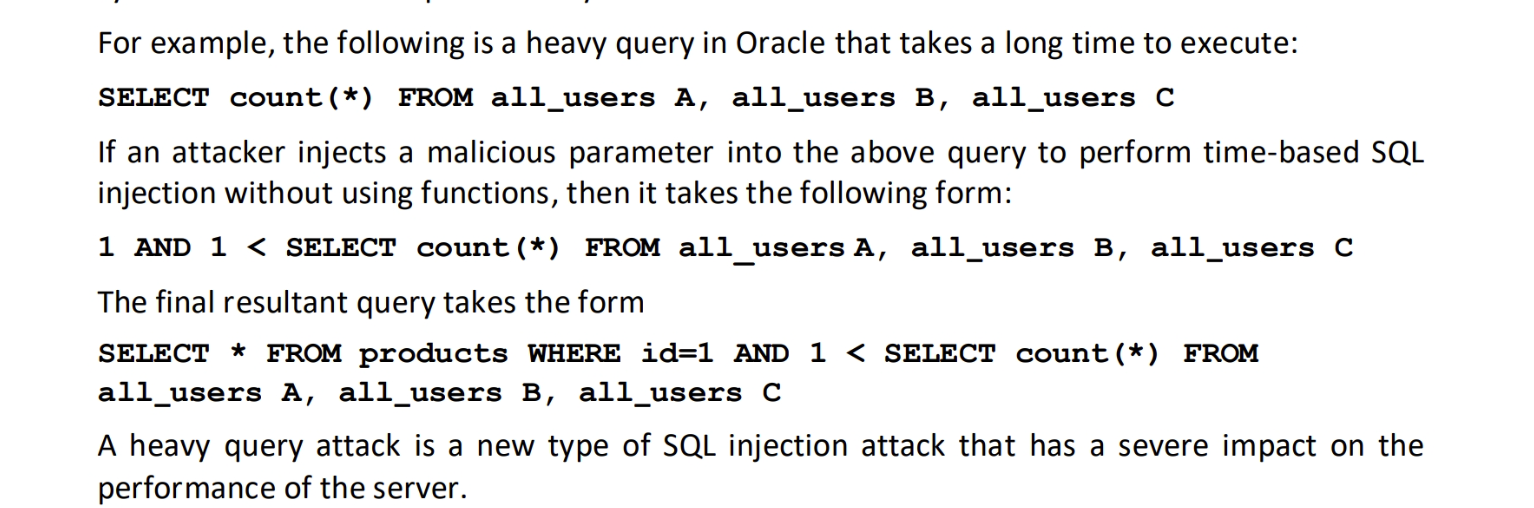 For example, the following is a heavy query in Oracle that takes a long time to execute:
SELECT count(*) FROM all_users A, all_users B, all_users C
If an attacker injects a malicious parameter into the above query to perform time-based SQL
injection without using functions, then it takes the following form:
1 AND 1 < SELECT count(*) FROM all_users A, all_users B, all_users C
The final resultant query takes the form
SELECT * FROM products WHERE id=1 AND 1 < SELECT count(*) FROM
all_users A, all_users B, all_users C
A heavy query attack is a new type of SQL injection attack that has a severe impact on the
performance of the server.